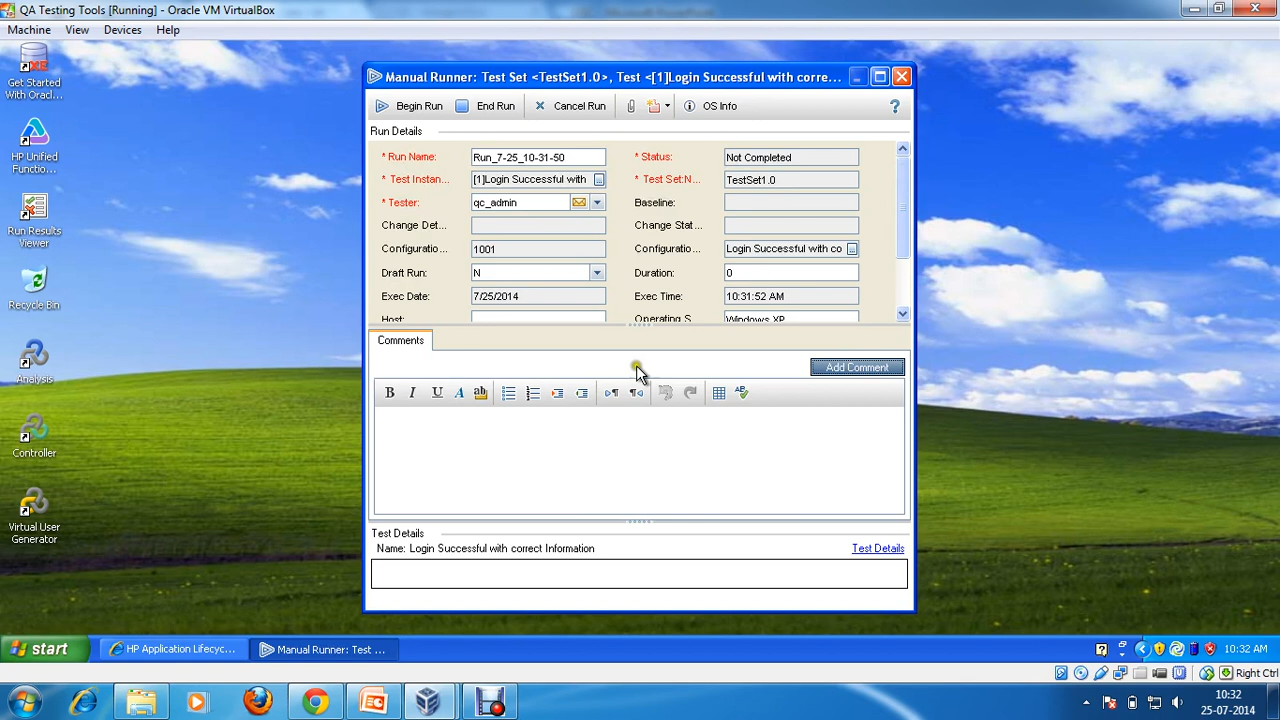 QA Testing Tools [Running] - Oracle VM VirtualBox
Machine View Devices Help
Get Started With Oracl...
HP Unified Functio...
Run Results Viewer
Recycle Bin
Analysis
Controller
Virtual User Generator
Manual Runner: Test Set <TestSet1.0>, Test <[1]Login Successful with corre...
Begin Run End Run Cancel Run OS Info ?
Run Details
* Run Name: Run_7-25_10-31-50 * Status: Not Completed
* Test Instan... [1]Login Successful with * Test Set:N... TestSet1.0
* Tester: qc_admin Baseline:
Change Det... Change Stat...
Configuratio... 1001 Configuratio... Login Successful with co
Draft Run: N Duration: 0
Exec Date: 7/25/2014 Exec Time: 10:31:52 AM
Host: Operating S... Windows XP
Comments
Add Comment
B I U A ab
Test Details
Name: Login Successful with correct Information Test Details
start HP Application Lifecyc... Manual Runner: Test ... 10:32 AM
Right Ctrl
10:32
25-07-2014